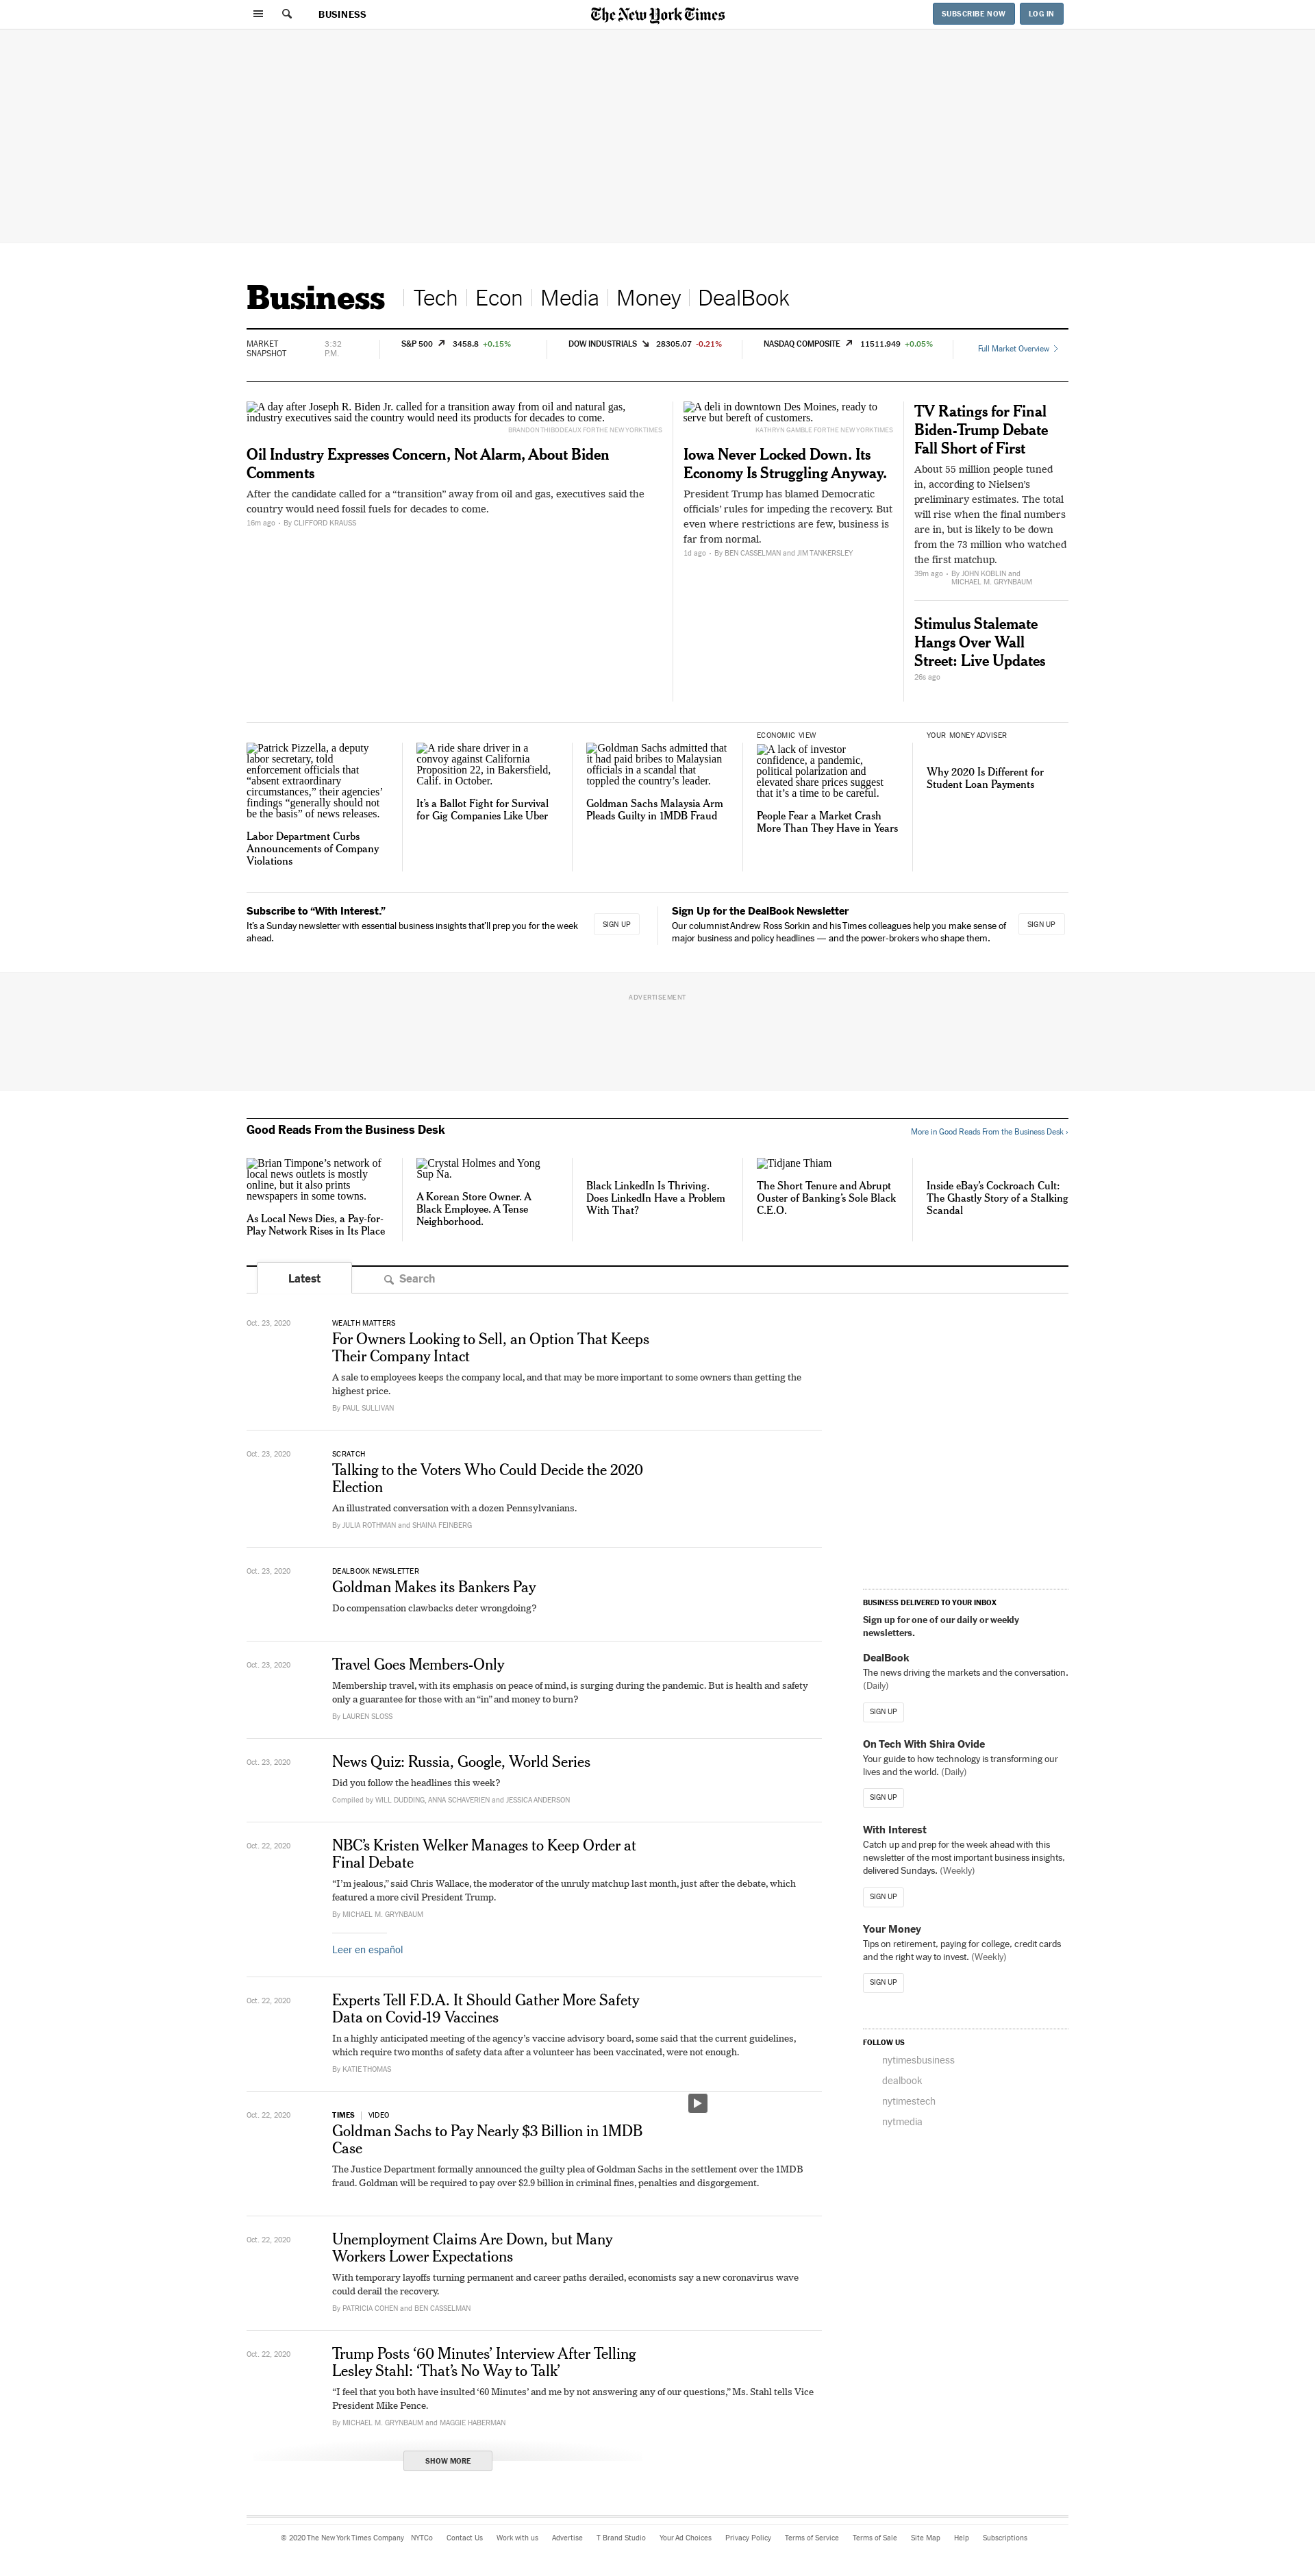 BUSINESS
The New York Times
SUBSCRIBE NOW
LOG IN
Business
Tech
Econ
Media
Money
DealBook
MARKET
SNAPSHOT
3:32
P.M.
S&P 500 3458.8 +0.15%
DOW INDUSTRIALS 28305.07 -0.21%
NASDAQ COMPOSITE 11511.949 +0.05%
Full Market Overview
A day after Joseph R. Biden Jr. called for a transition away from oil and natural gas,
industry executives said the country would need its products for decades to come.
BRANDON THIBODEAUX FOR THE NEW YORK TIMES
Oil Industry Expresses Concern, Not Alarm, About Biden
Comments
After the candidate called for a “transition” away from oil and gas, executives said the
country would need fossil fuels for decades to come.
16m ago • By CLIFFORD KRAUSS
A deli in downtown Des Moines, ready to
serve but bereft of customers.
KATHRYN GAMBLE FOR THE NEW YORK TIMES
Iowa Never Locked Down. Its
Economy Is Struggling Anyway.
President Trump has blamed Democratic
officials’ rules for impeding the recovery. But
even where restrictions are few, business is
far from normal.
1d ago • By BEN CASSELMAN and JIM TANKERSLEY
TV Ratings for Final
Biden-Trump Debate
Fall Short of First
About 55 million people tuned
in, according to Nielsen’s
preliminary estimates. The total
will rise when the final numbers
are in, but is likely to be down
from the 73 million who watched
the first matchup.
39m ago • By JOHN KOBLIN and
MICHAEL M. GRYNBAUM
Stimulus Stalemate
Hangs Over Wall
Street: Live Updates
26s ago
Patrick Pizzella, a deputy
labor secretary, told
enforcement officials that
“absent extraordinary
circumstances,” their agencies’
findings “generally should not
be the basis” of news releases.
Labor Department Curbs
Announcements of Company
Violations
A ride share driver in a
convoy against California
Proposition 22, in Bakersfield,
Calif. in October.
It’s a Ballot Fight for Survival
for Gig Companies Like Uber
Goldman Sachs admitted that
it had paid bribes to Malaysian
officials in a scandal that
toppled the country’s leader.
Goldman Sachs Malaysia Arm
Pleads Guilty in 1MDB Fraud
ECONOMIC VIEW
A lack of investor
confidence, a pandemic,
political polarization and
elevated share prices suggest
that it’s a time to be careful.
People Fear a Market Crash
More Than They Have in Years
YOUR MONEY ADVISER
Why 2020 Is Different for
Student Loan Payments
Subscribe to “With Interest.”
It’s a Sunday newsletter with essential business insights that’ll prep you for the week
ahead.
SIGN UP
Sign Up for the DealBook Newsletter
Our columnist Andrew Ross Sorkin and his Times colleagues help you make sense of
major business and policy headlines — and the power-brokers who shape them.
SIGN UP
ADVERTISEMENT
Good Reads From the Business Desk
More in Good Reads From the Business Desk ›
Brian Timpone’s network of
local news outlets is mostly
online, but it also prints
newspapers in some towns.
As Local News Dies, a Pay-for-
Play Network Rises in Its Place
Crystal Holmes and Yong
Sup Na.
A Korean Store Owner. A
Black Employee. A Tense
Neighborhood.
Black LinkedIn Is Thriving.
Does LinkedIn Have a Problem
With That?
Tidjane Thiam
The Short Tenure and Abrupt
Ouster of Banking’s Sole Black
C.E.O.
Inside eBay’s Cockroach Cult:
The Ghastly Story of a Stalking
Scandal
Latest
Search
Oct. 23, 2020
WEALTH MATTERS
For Owners Looking to Sell, an Option That Keeps
Their Company Intact
A sale to employees keeps the company local, and that may be more important to some owners than getting the
highest price.
By PAUL SULLIVAN
Oct. 23, 2020
SCRATCH
Talking to the Voters Who Could Decide the 2020
Election
An illustrated conversation with a dozen Pennsylvanians.
By JULIA ROTHMAN and SHAINA FEINBERG
Oct. 23, 2020
DEALBOOK NEWSLETTER
Goldman Makes its Bankers Pay
Do compensation clawbacks deter wrongdoing?
Oct. 23, 2020
Travel Goes Members-Only
Membership travel, with its emphasis on peace of mind, is surging during the pandemic. But is health and safety
only a guarantee for those with an “in” and money to burn?
By LAUREN SLOSS
Oct. 23, 2020
News Quiz: Russia, Google, World Series
Did you follow the headlines this week?
Compiled by WILL DUDDING, ANNA SCHAVERIEN and JESSICA ANDERSON
Oct. 22, 2020
NBC’s Kristen Welker Manages to Keep Order at
Final Debate
“I’m jealous,” said Chris Wallace, the moderator of the unruly matchup last month, just after the debate, which
featured a more civil President Trump.
By MICHAEL M. GRYNBAUM
Leer en español
Oct. 22, 2020
Experts Tell F.D.A. It Should Gather More Safety
Data on Covid-19 Vaccines
In a highly anticipated meeting of the agency’s vaccine advisory board, some said that the current guidelines,
which require two months of safety data after a volunteer has been vaccinated, were not enough.
By KATIE THOMAS
Oct. 22, 2020
TIMES | VIDEO
Goldman Sachs to Pay Nearly $3 Billion in 1MDB
Case
The Justice Department formally announced the guilty plea of Goldman Sachs in the settlement over the 1MDB
fraud. Goldman will be required to pay over $2.9 billion in criminal fines, penalties and disgorgement.
Oct. 22, 2020
Unemployment Claims Are Down, but Many
Workers Lower Expectations
With temporary layoffs turning permanent and career paths derailed, economists say a new coronavirus wave
could derail the recovery.
By PATRICIA COHEN and BEN CASSELMAN
Oct. 22, 2020
Trump Posts ‘60 Minutes’ Interview After Telling
Lesley Stahl: ‘That’s No Way to Talk’
“I feel that you both have insulted ‘60 Minutes’ and me by not answering any of our questions,” Ms. Stahl tells Vice
President Mike Pence.
By MICHAEL M. GRYNBAUM and MAGGIE HABERMAN
SHOW MORE
BUSINESS DELIVERED TO YOUR INBOX
Sign up for one of our daily or weekly
newsletters.
DealBook
The news driving the markets and the conversation.
(Daily)
SIGN UP
On Tech With Shira Ovide
Your guide to how technology is transforming our
lives and the world. (Daily)
SIGN UP
With Interest
Catch up and prep for the week ahead with this
newsletter of the most important business insights,
delivered Sundays. (Weekly)
SIGN UP
Your Money
Tips on retirement, paying for college, credit cards
and the right way to invest. (Weekly)
SIGN UP
FOLLOW US
nytimesbusiness
dealbook
nytimestech
nytmedia
© 2020 The New York Times Company NYTCo Contact Us Work with us Advertise T Brand Studio Your Ad Choices Privacy Policy Terms of Service Terms of Sale Site Map Help Subscriptions